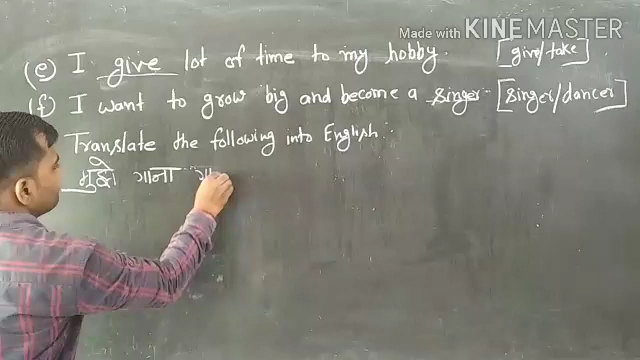 Made with KINEMASTER
(e) I give lot of time to my hobby. [give/take]
(f) I want to grow big and become a singer. [singer/dancer]
Translate the following into English.
मुझे गाना गा